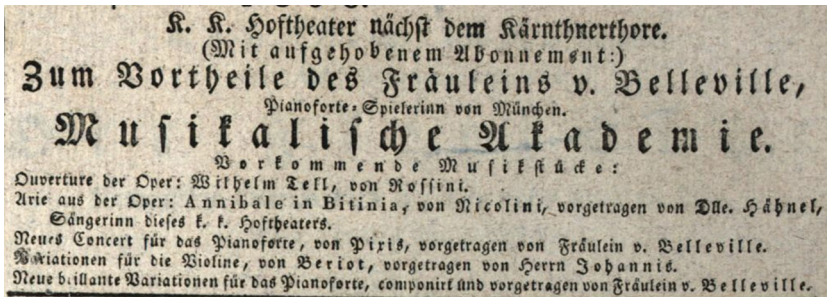 K. K. Hoftheater nächst dem Kärnthnerthore.
(Mit aufgehobenem Abonnement:)
Zum Vortheile des Fräuleins v. Belleville,
Pianoforte-Spielerinn von München.
Musikalische Akademie.
Vorkommende Musikstücke:
Ouverture der Oper: Wilhelm Tell, von Rossini.
Arie aus der Oper: Annibale in Bitinia, von Nicolini, vorgetragen von Dlle. Hähnel,
Sängerinn dieses k. k. Hoftheaters.
Neues Concert für das Pianoforte, von Pixis, vorgetragen von Fräulein v. Belleville.
Variationen für die Violine, von Beriot, vorgetragen von Herrn Johannis.
Neue brillante Variationen für das Pianoforte, componirt und vorgetragen von Fräulein v. Belleville.